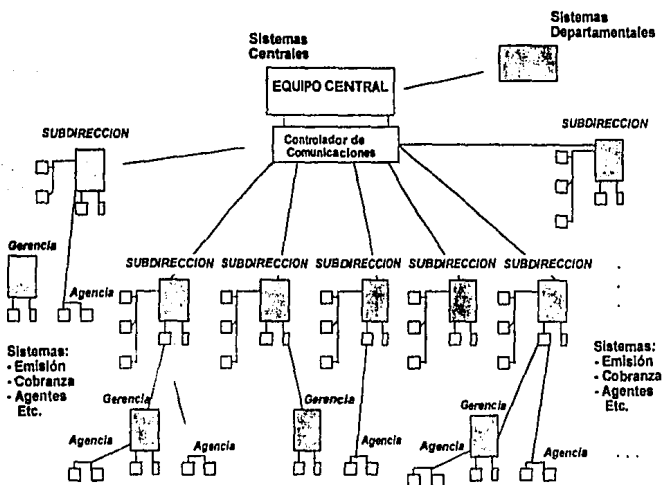 Sistemas
Departamentales
Sistemas
Centrales
EQUIPO CENTRAL
Controlador de
Comunicaciones
SUBDIRECCION
SUBDIRECCION
Gerencia
Agencia
SUBDIRECCION
SUBDIRECCION
SUBDIRECCION
SUBDIRECCION
SUBDIRECCION
Sistemas:
- Emisión
- Cobranza
- Agentes
Etc.
Sistemas:
- Emisión
- Cobranza
- Agentes
Etc.
Gerencia
Gerencia
Gerencia
Agencia
Agencia
Agencia
Agencia
Agencia